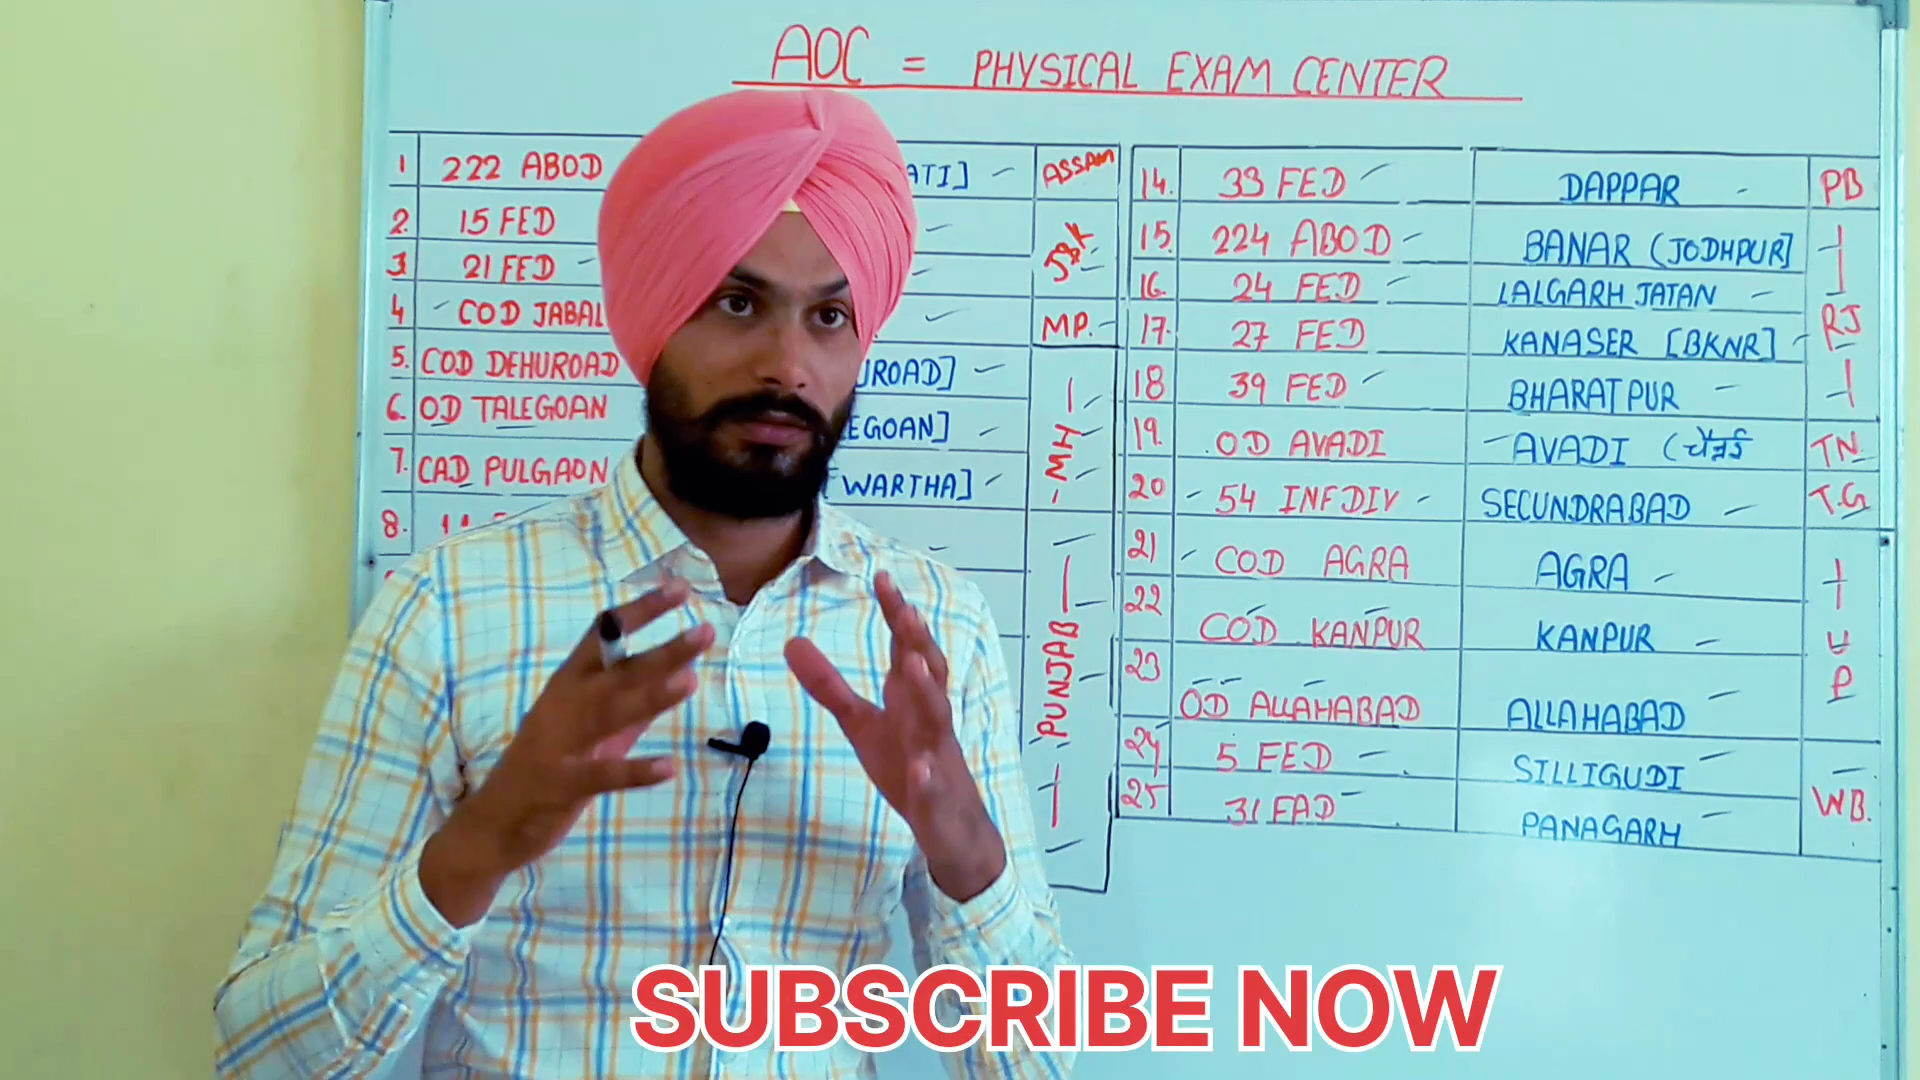 AOC = PHYSICAL EXAM CENTER
1 222 ABOD ATI] ASSAM
2. 15 FED
3 21 FED J&K
4 COD JABAL MP.
5. COD DEHUROAD UROAD]
6. OD TALEGOAN EGOAN] MH
7. CAD PULGAON [WARTHA]
8.
PUNJAB
14. 33 FED DAPPAR PB
15. 224 ABOD BANAR (JODHPUR]
16. 24 FED LALGARH JATAN
17. 27 FED KANASER [BKNR] RJ
18 39 FED BHARATPUR
19. OD AVADI AVADI ( TN.
20 54 INF DIV SECUNDRABAD T.G
21 COD AGRA AGRA
22 COD KANPUR KANPUR U
23 OD ALLAHABAD ALLAHABAD P
24 5 FED SILLIGUDI
25 31 FAD PANAGARH WB.
SUBSCRIBE NOW